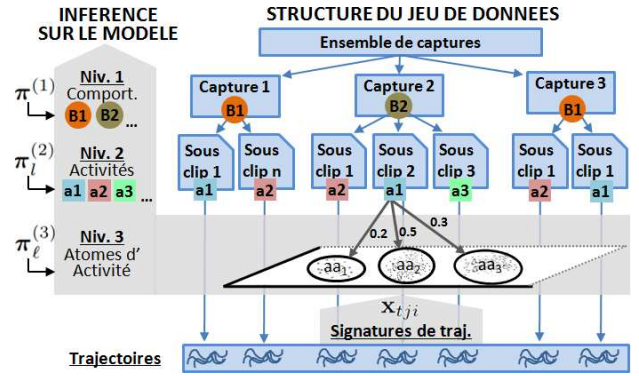 INFERENCE
SUR LE MODELE
STRUCTURE DU JEU DE DONNEES
Ensemble de captures
π(1)
Niv. 1
Comport.
B1 B2 ...
Capture 1
B1
Capture 2
B2
Capture 3
B1
πl(2)
Niv. 2
Activités
a1 a2 a3 ...
Sous
clip 1
a1
Sous
clip n
a2
Sous
clip 1
a2
Sous
clip 2
a1
Sous
clip 3
a3
Sous
clip 1
a2
Sous
clip 1
a1
πℓ(3)
Niv. 3
Atomes d'
Activité
0.2 0.5 0.3
aa1 aa2 aa3
xtji
Signatures de traj.
Trajectoires